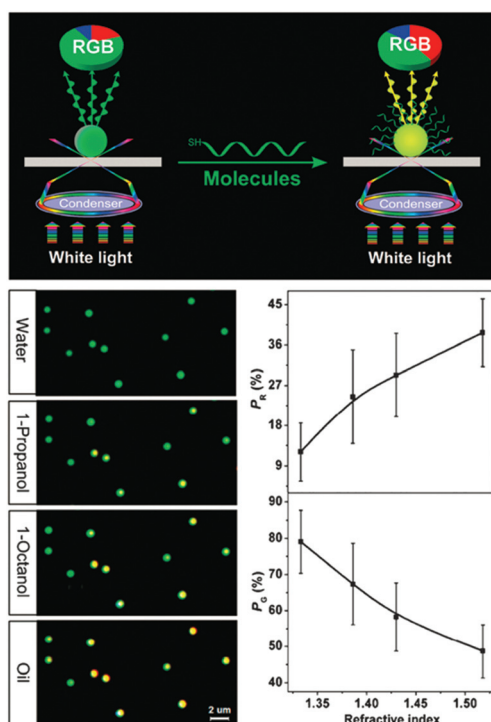 RGB
RGB
SH
Molecules
Condenser
Condenser
White light
White light
Water
1-Propanol
1-Octanol
Oil
2 um
45
36
27
18
9
P_R (%)
90
80
70
60
50
40
P_G (%)
1.35 1.40 1.45 1.50
Refractive index